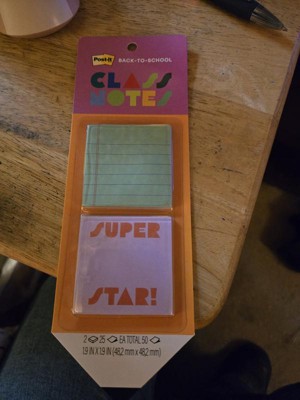 Post-it BACK-TO-SCHOOL
CLASS
NOTES
SUPER
STAR!
2 25 EA TOTAL 50
1.9 IN X 1.9 IN (48,2 mm x 48,2 mm)